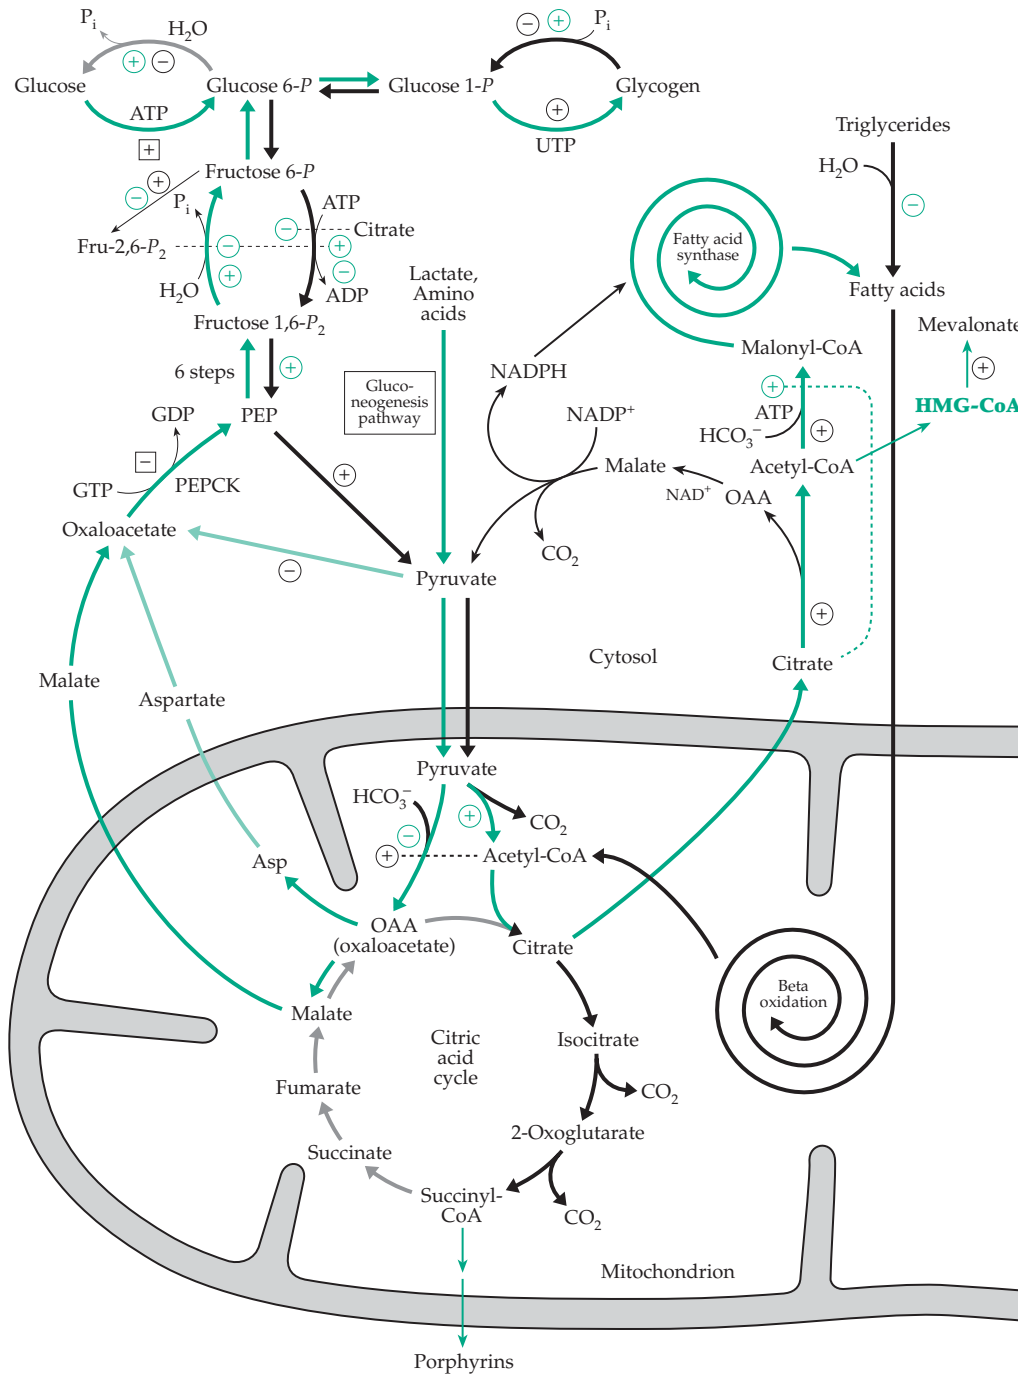 P_i
H₂O
⊕ ⊖
Glucose
ATP
+
Glucose 6-P
Glucose 1-P
− + P_i
Glycogen
+
UTP
Triglycerides
H₂O
−
Fructose 6-P
− +
P_i
ATP
− Citrate
Fru-2,6-P₂
− +
−
+
H₂O
ADP
Fructose 1,6-P₂
6 steps
+
Lactate,
Amino
acids
Fatty acid
synthase
Fatty acids
Mevalonate
+
HMG-CoA
Malonyl-CoA
+
ATP
HCO₃⁻
+
Acetyl-CoA
NADPH
NADP⁺
Gluco-
neogenesis
pathway
GDP
PEP
−
GTP
PEPCK
+
Malate
NAD⁺
OAA
Oxaloacetate
−
CO₂
Pyruvate
+
Cytosol
Citrate
Malate
Aspartate
Pyruvate
HCO₃⁻
−
+
CO₂
+
Acetyl-CoA
Asp
OAA
(oxaloacetate)
Citrate
Beta
oxidation
Malate
Citric
acid
cycle
Isocitrate
Fumarate
CO₂
2-Oxoglutarate
Succinate
Succinyl-
CoA
CO₂
Mitochondrion
Porphyrins